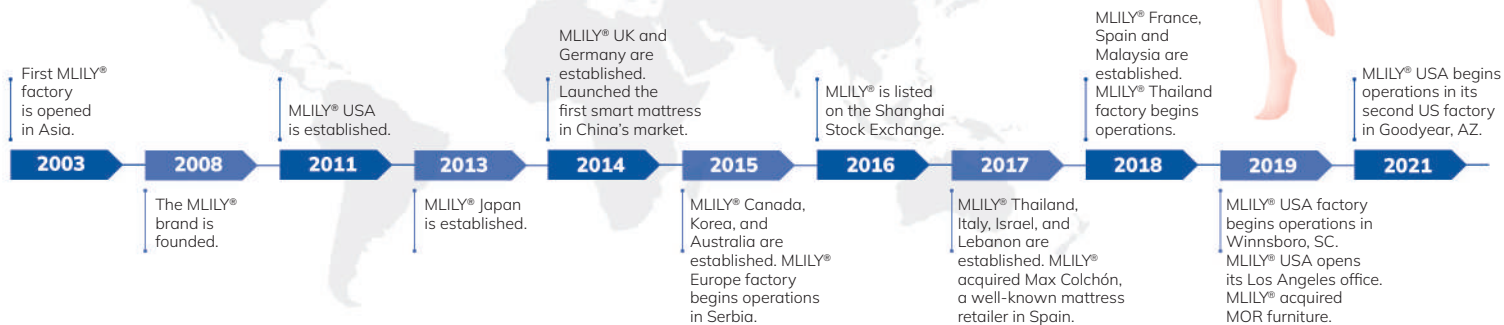 First MLILY®
factory
is opened
in Asia.
2003
2008
The MLILY®
brand is
founded.
MLILY® USA
is established.
2011
2013
MLILY® Japan
is established.
MLILY® UK and
Germany are
established.
Launched the
first smart mattress
in China's market.
2014
2015
MLILY® Canada,
Korea, and
Australia are
established. MLILY®
Europe factory
begins operations
in Serbia.
MLILY® is listed
on the Shanghai
Stock Exchange.
2016
2017
MLILY® Thailand,
Italy, Israel, and
Lebanon are
established. MLILY®
acquired Max Colchón,
a well-known mattress
retailer in Spain.
MLILY® France,
Spain and
Malaysia are
established.
MLILY® Thailand
factory begins
operations.
2018
2019
MLILY® USA factory
begins operations in
Winnsboro, SC.
MLILY® USA opens
its Los Angeles office.
MLILY® acquired
MOR furniture.
MLILY® USA begins
operations in its
second US factory
in Goodyear, AZ.
2021